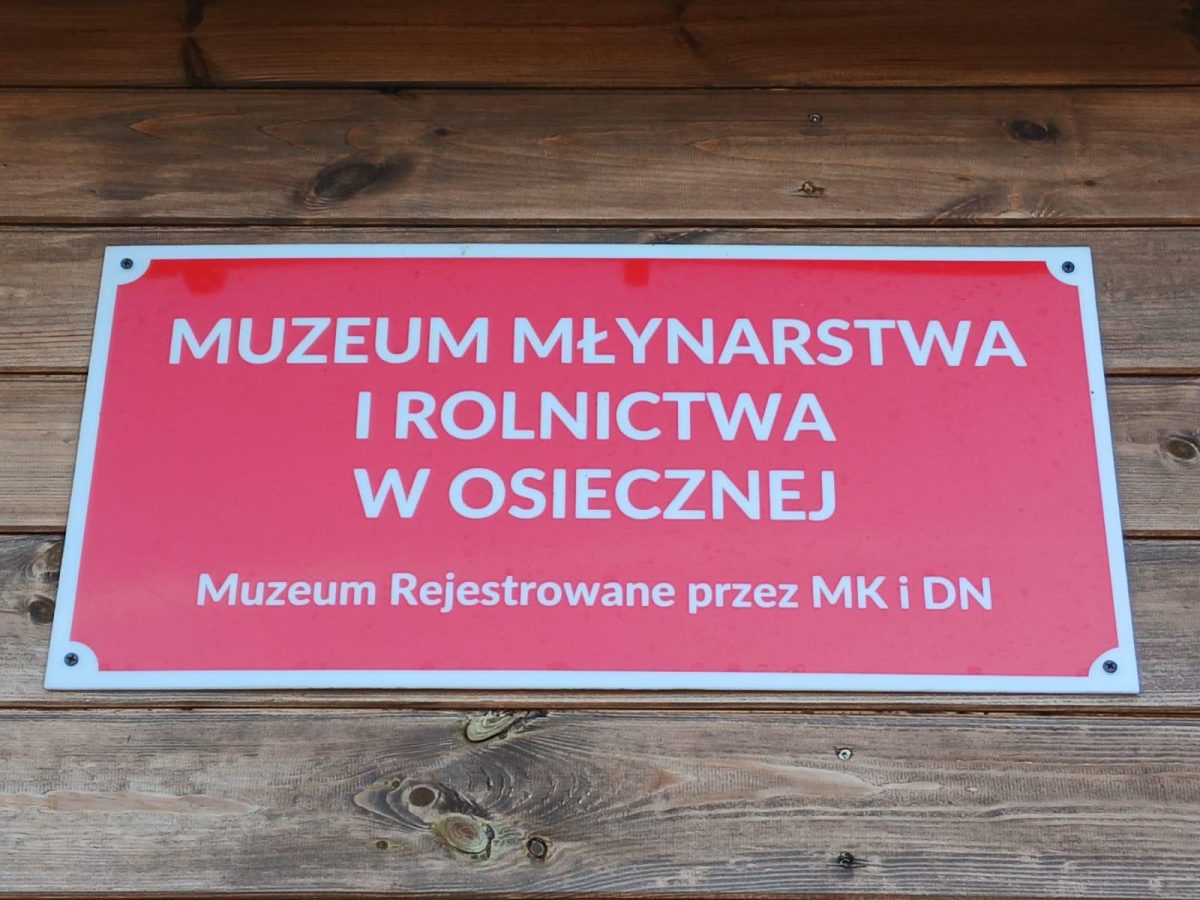 MUZEUM MŁYNARSTWA
I ROLNICTWA
W OSIECZNEJ
Muzeum Rejestrowane przez MK i DN